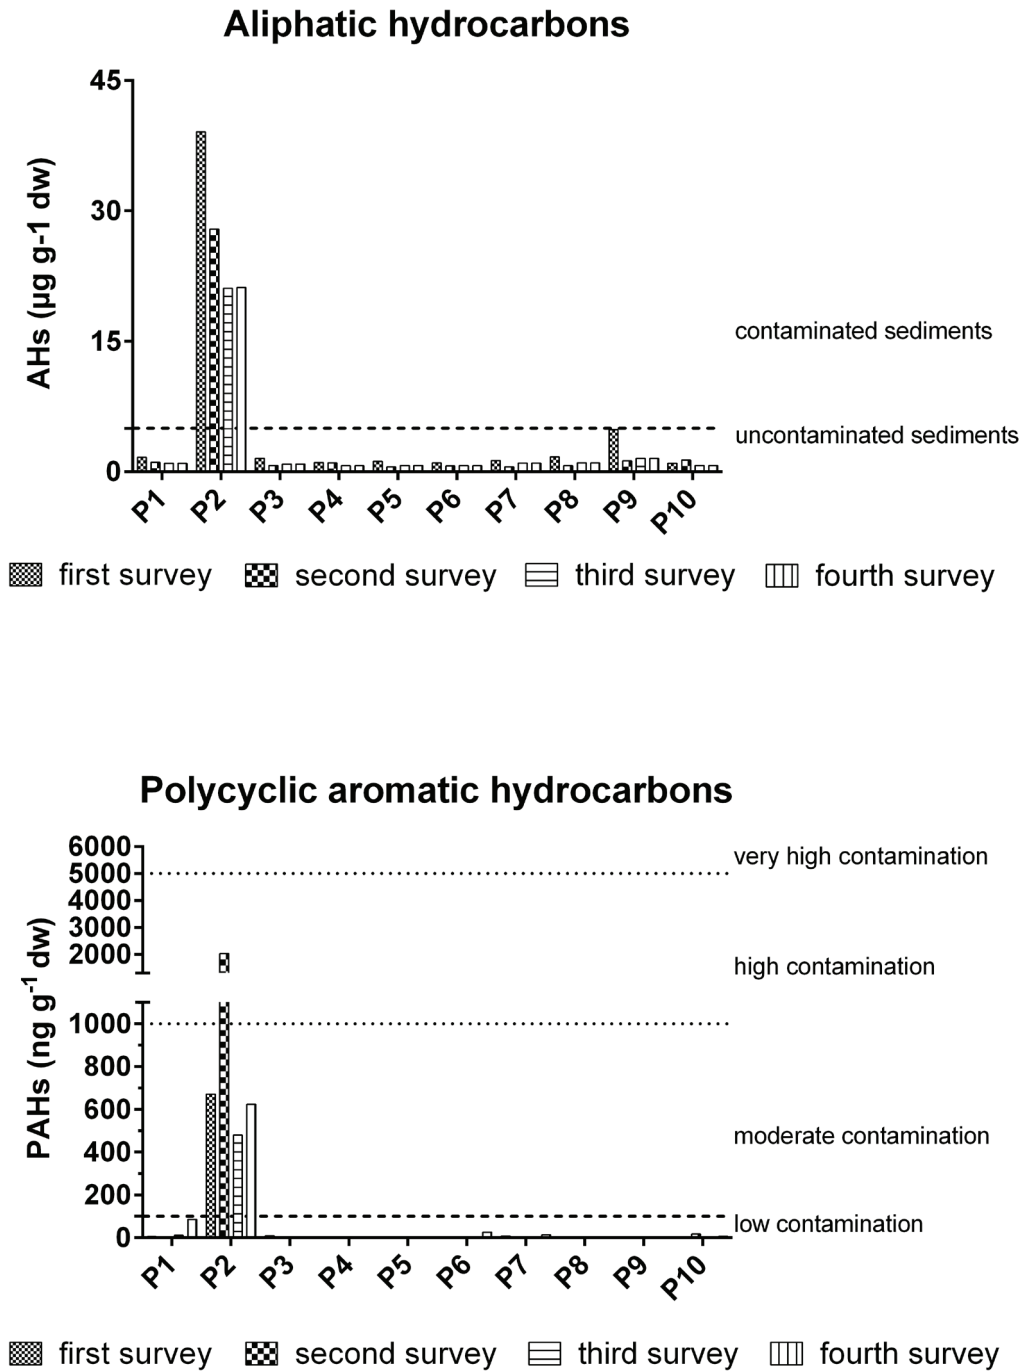 Aliphatic hydrocarbons
AHs (µg g-1 dw)
45
30
15
0
contaminated sediments
uncontaminated sediments
P1 P2 P3 P4 P5 P6 P7 P8 P9 P10
first survey second survey third survey fourth survey
Polycyclic aromatic hydrocarbons
PAHs (ng g⁻¹ dw)
6000
5000
4000
3000
2000
1000
800
600
400
200
0
very high contamination
high contamination
moderate contamination
low contamination
P1 P2 P3 P4 P5 P6 P7 P8 P9 P10
first survey second survey third survey fourth survey